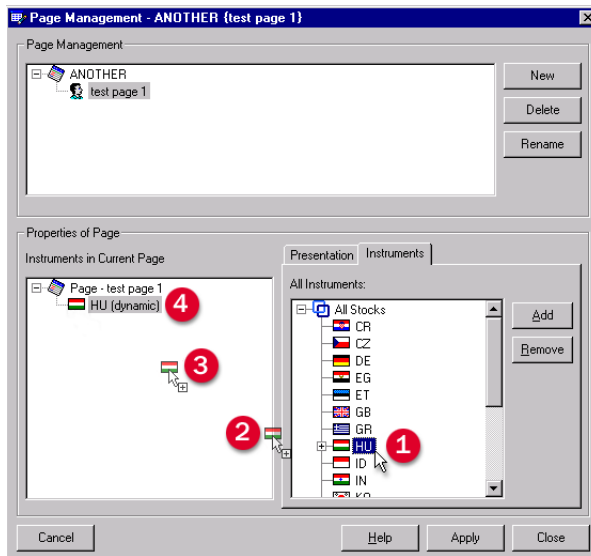 Page Management - ANOTHER {test page 1}
Page Management
ANOTHER
test page 1
New
Delete
Rename
Properties of Page
Instruments in Current Page
Page - test page 1
HU (dynamic)
4
3
2
Presentation
Instruments
All Instruments:
All Stocks
CR
CZ
DE
EG
ET
GB
GR
HU
1
ID
IN
KO
Add
Remove
Cancel
Help
Apply
Close